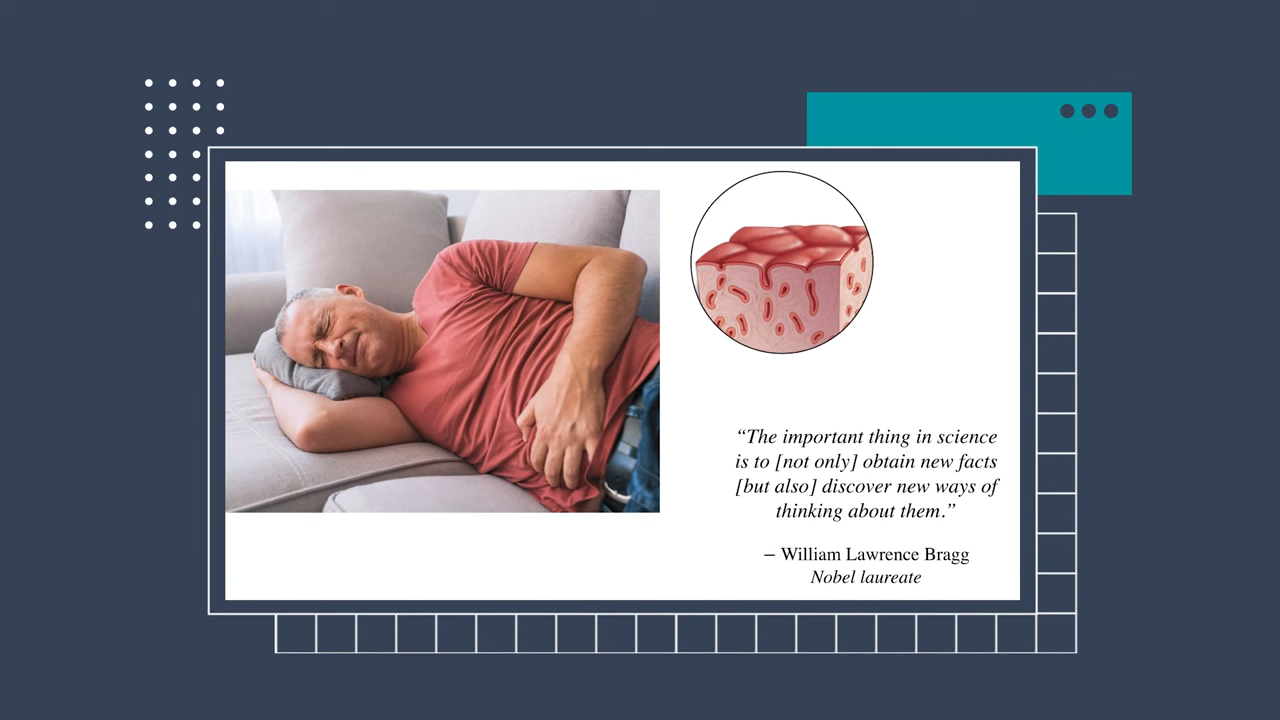 “The important thing in science
is to [not only] obtain new facts
[but also] discover new ways of
thinking about them.”
– William Lawrence Bragg
Nobel laureate